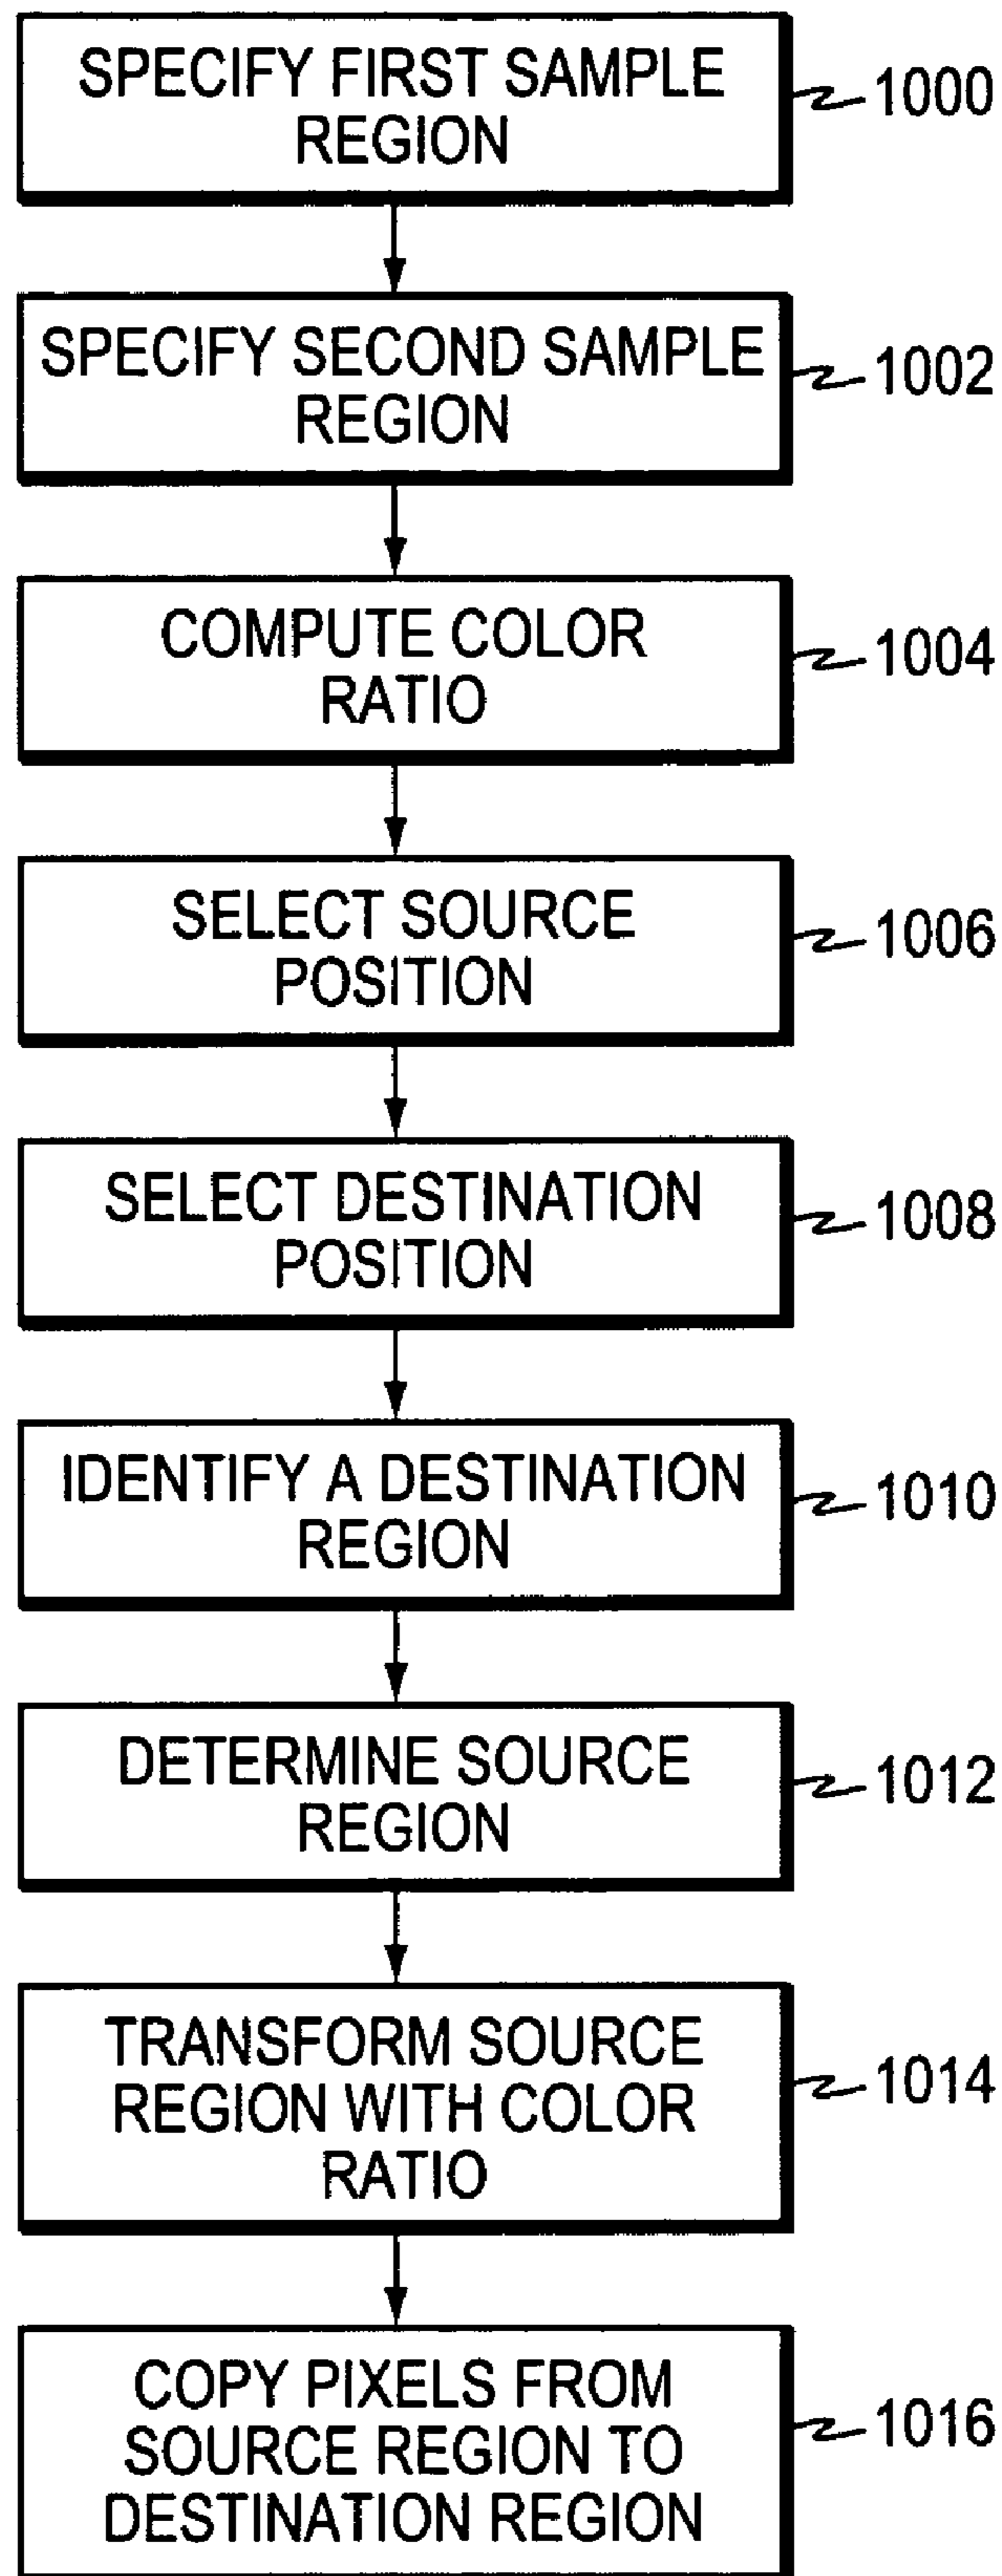 SPECIFY FIRST SAMPLE
REGION
1000
SPECIFY SECOND SAMPLE
REGION
1002
COMPUTE COLOR
RATIO
1004
SELECT SOURCE
POSITION
1006
SELECT DESTINATION
POSITION
1008
IDENTIFY A DESTINATION
REGION
1010
DETERMINE SOURCE
REGION
1012
TRANSFORM SOURCE
REGION WITH COLOR
RATIO
1014
COPY PIXELS FROM
SOURCE REGION TO
DESTINATION REGION
1016